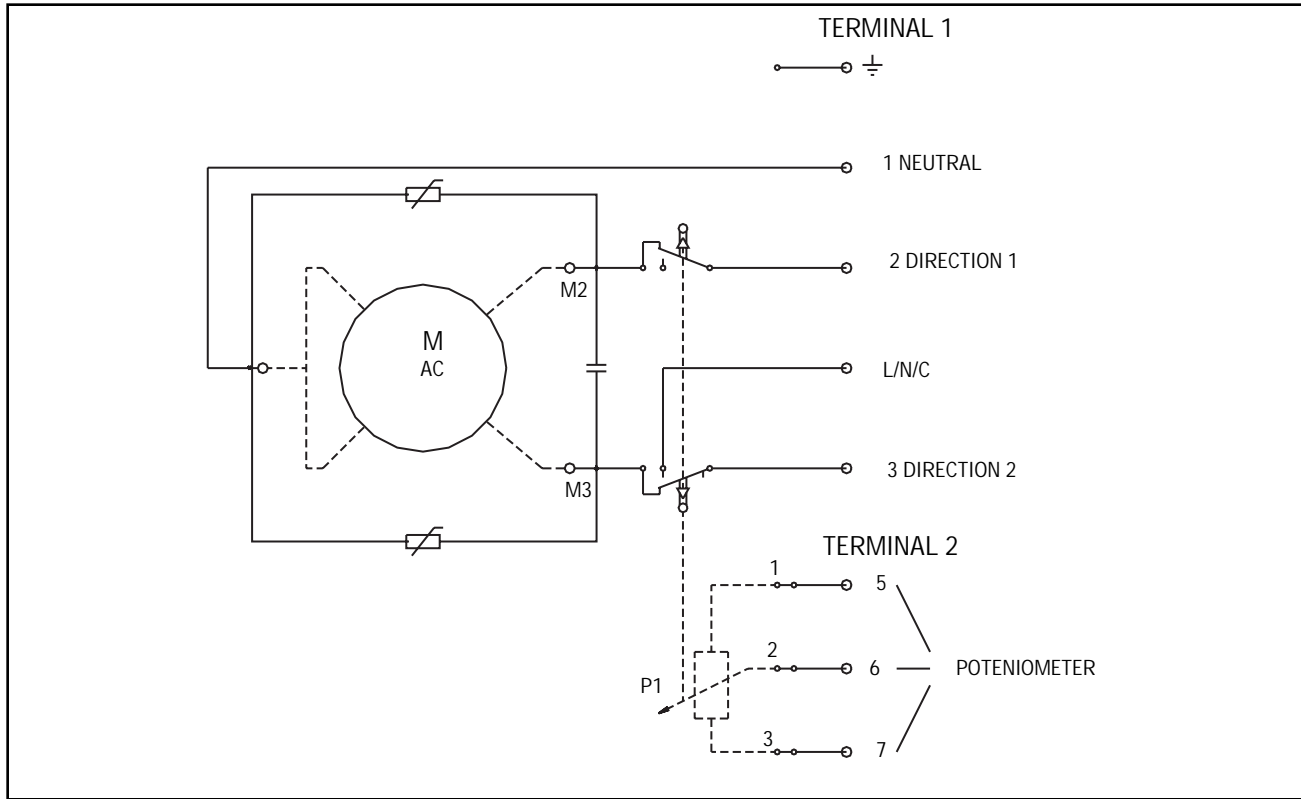 TERMINAL 1
1 NEUTRAL
2 DIRECTION 1
M2
M
AC
L/N/C
M3
3 DIRECTION 2
TERMINAL 2
1
5
2
6
POTENIOMETER
P1
3
7